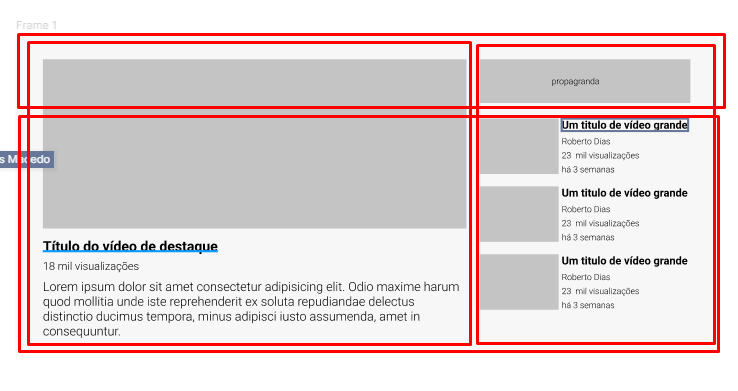 Frame 1
propaganda
s Macedo
Título do vídeo de destaque
18 mil visualizações
Lorem ipsum dolor sit amet consectetur adipisicing elit. Odio maxime harum
quod mollitia unde iste reprehenderit ex soluta repudiandae delectus
distinctio ducimus tempora, minus adipisci iusto assumenda, amet in
consequuntur.
Um titulo de vídeo grande
Roberto Dias
23 mil visualizações
há 3 semanas
Um titulo de vídeo grande
Roberto Dias
23 mil visualizações
há 3 semanas
Um titulo de vídeo grande
Roberto Dias
23 mil visualizações
há 3 semanas